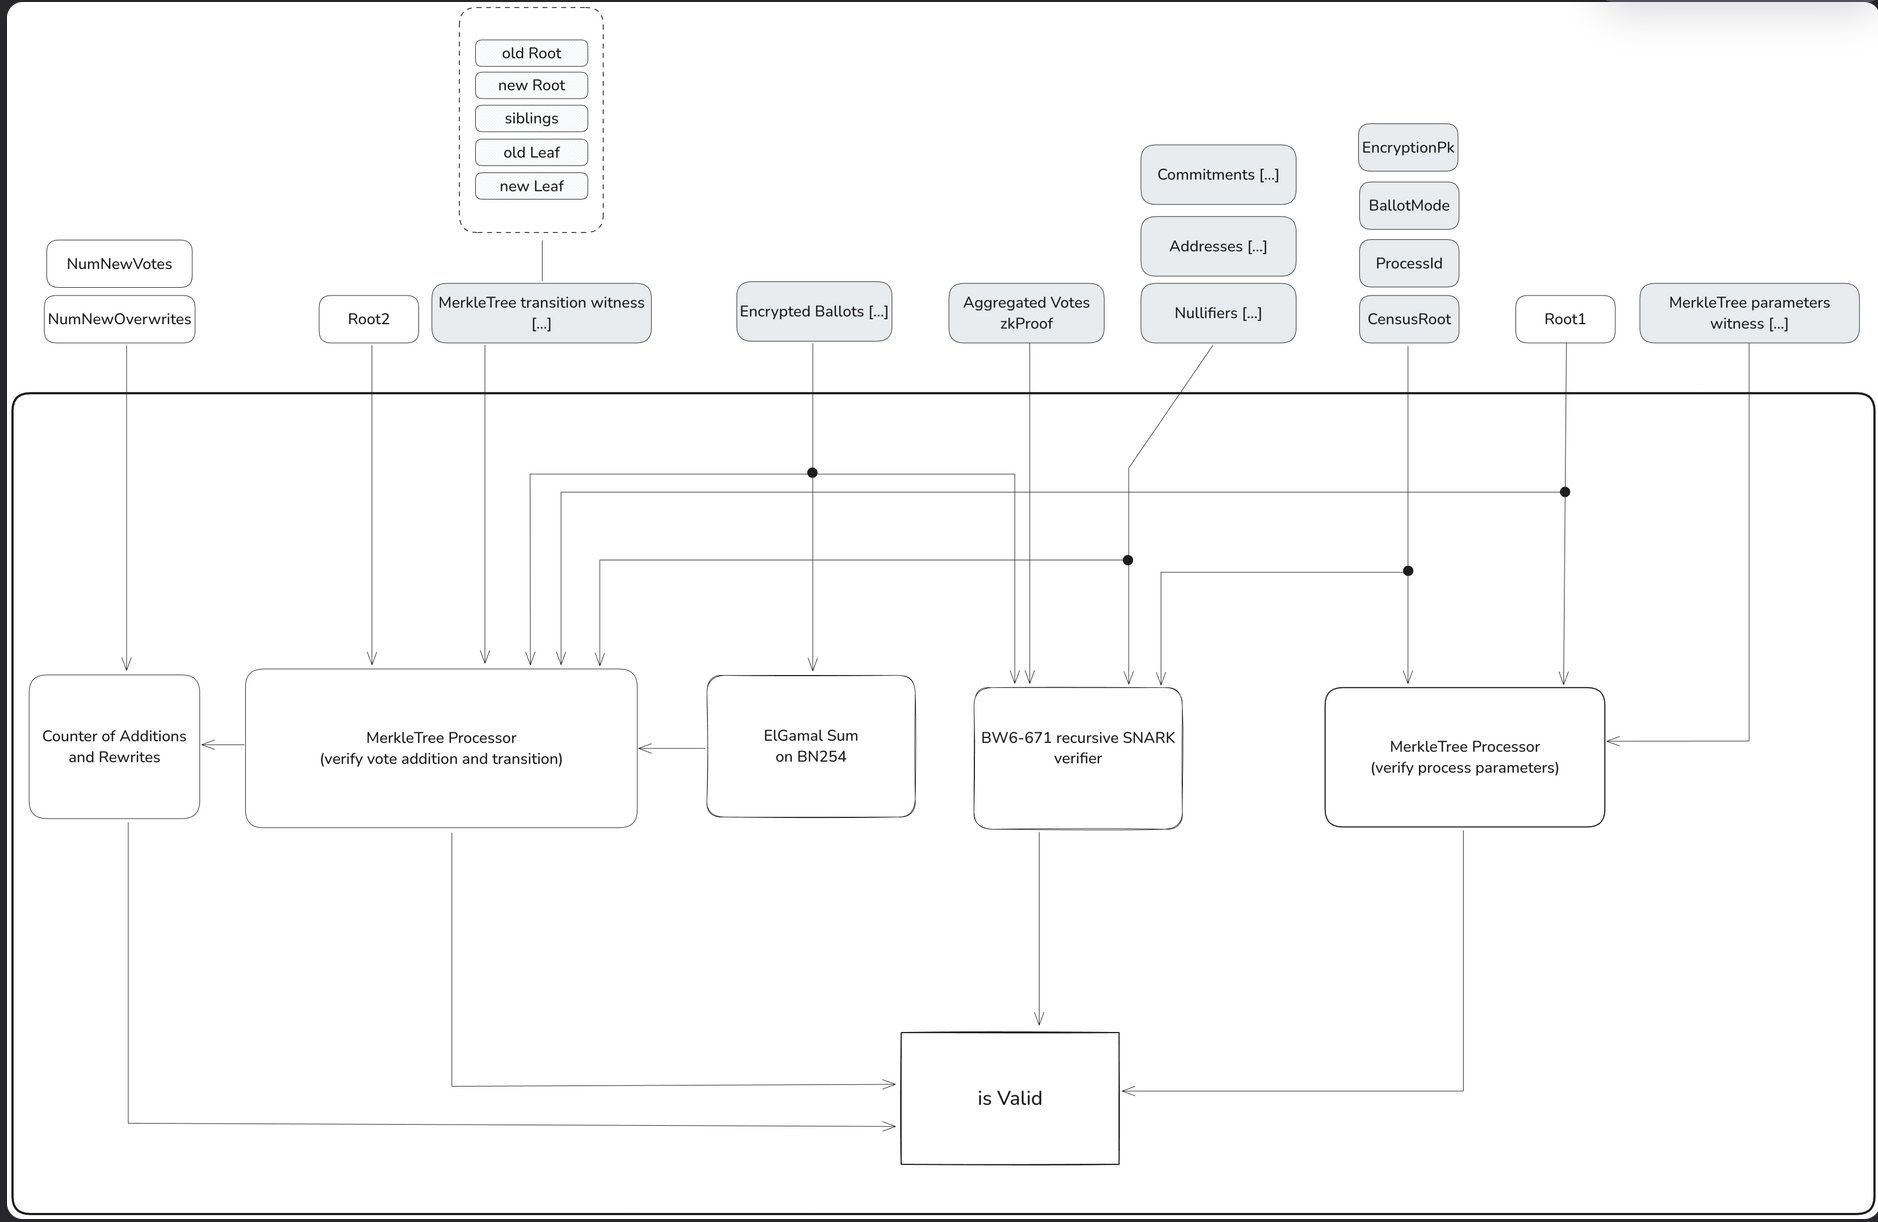 old Root
new Root
siblings
old Leaf
new Leaf
EncryptionPk
Commitments [...]
BallotMode
Addresses [...]
NumNewVotes
ProcessId
NumNewOverwrites
Root2
MerkleTree transition witness
[...]
Encrypted Ballots [...]
Aggregated Votes
zkProof
Nullifiers [...]
CensusRoot
Root1
MerkleTree parameters
witness [...]
Counter of Additions
and Rewrites
MerkleTree Processor
(verify vote addition and transition)
ElGamal Sum
on BN254
BW6-671 recursive SNARK
verifier
MerkleTree Processor
(verify process parameters)
is Valid